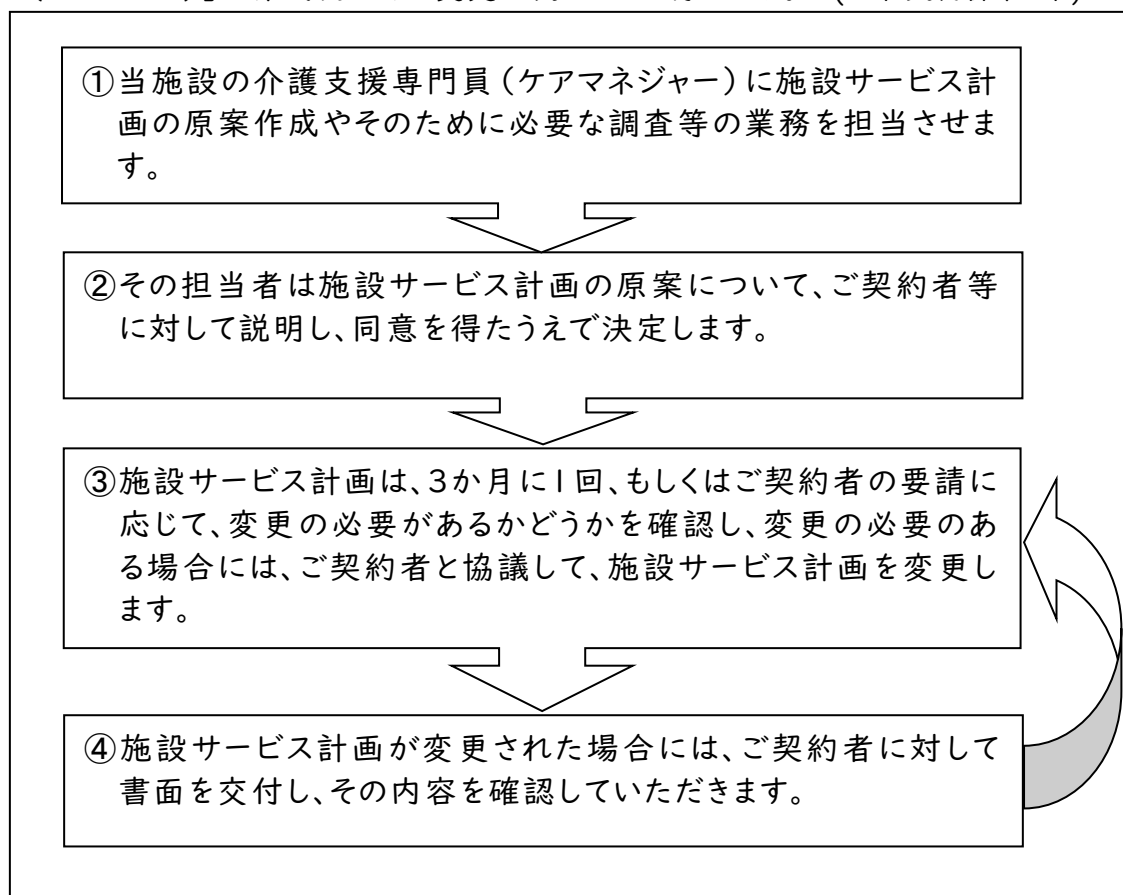 ①当施設の介護支援専門員(ケアマネジャー)に施設サービス計
画の原案作成やそのために必要な調査等の業務を担当させま
す。
②その担当者は施設サービス計画の原案について、ご契約者等
に対して説明し、同意を得たうえで決定します。
③施設サービス計画は、3か月に1回、もしくはご契約者の要請に
応じて、変更の必要があるかどうかを確認し、変更の必要のあ
る場合には、ご契約者と協議して、施設サービス計画を変更し
ます。
④施設サービス計画が変更された場合には、ご契約者に対して
書面を交付し、その内容を確認していただきます。